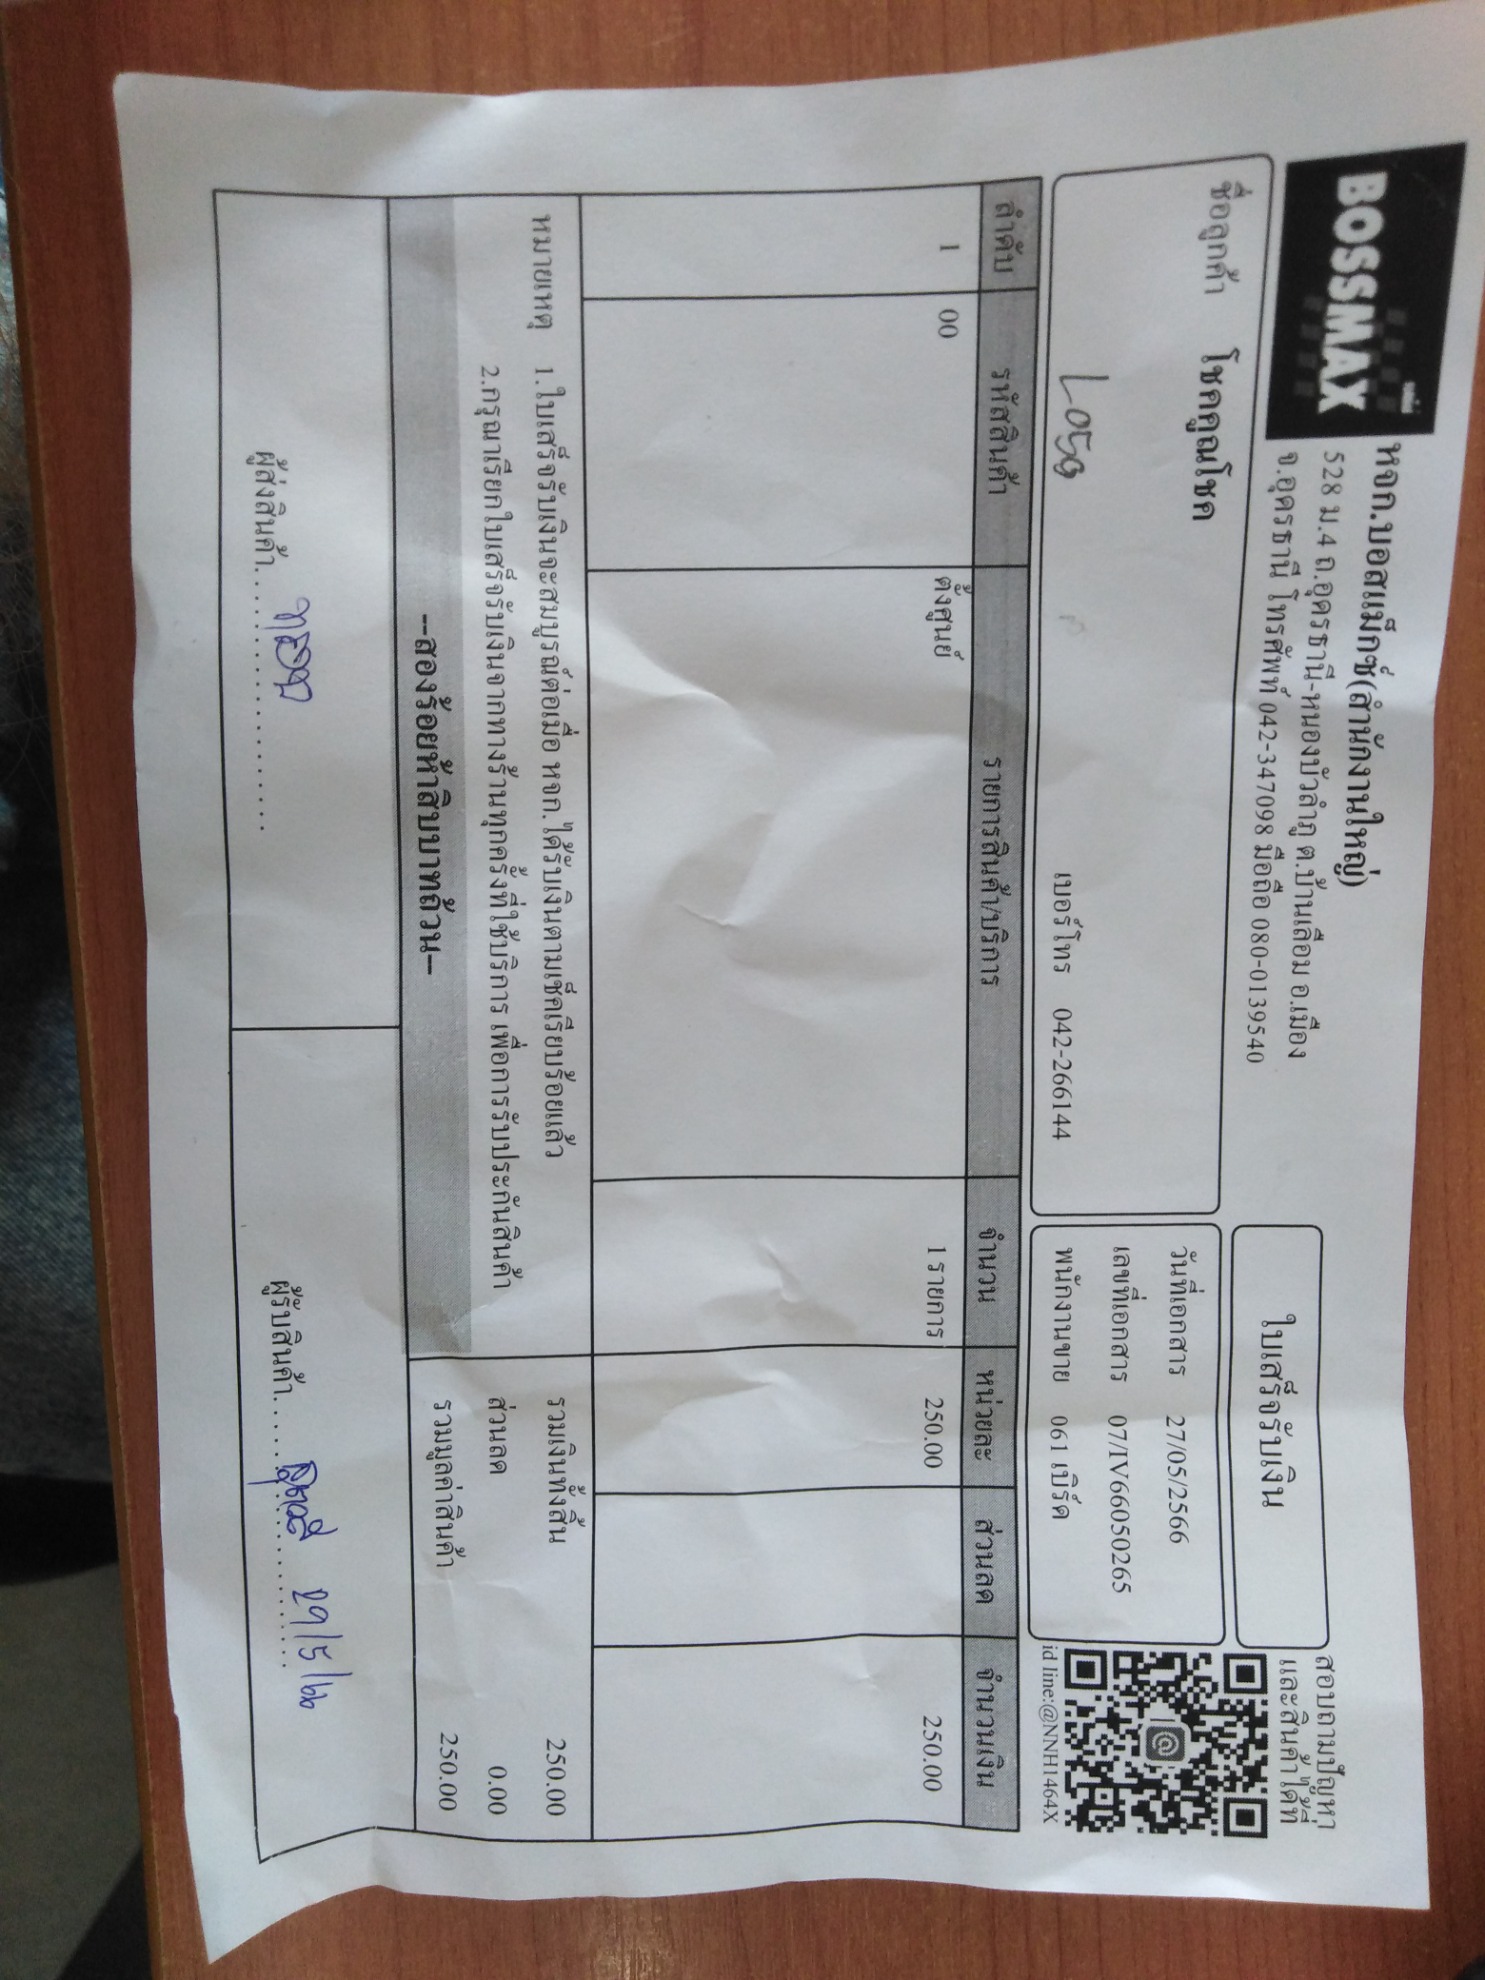 BOSSMAX
หจก.บอสแม็กซ์(สำนักงานใหญ่)
528 ม.4 ถ.อุดรธานี-หนองบัวลำภู ต.บ้านเลื่อม อ.เมือง
จ.อุดรธานี โทรศัพท์ 042-347098 มือถือ 080-0139540
ใบเสร็จรับเงิน
สอบถามปัญหา
และสินค้าได้ที่
id line:@NNH1464X
ชื่อลูกค้า โชคคูณโชค
L050
เบอร์โทร 042-266144
วันที่เอกสาร 27/05/2566
เลขที่เอกสาร 07/IV66050265
พนักงานขาย 061 เบิร์ด
ลำดับ รหัสสินค้า รายการสินค้า/บริการ จำนวน หน่วยละ ส่วนลด จำนวนเงิน
1 00 ตั้งศูนย์ 1 รายการ 250.00 250.00
หมายเหตุ 1.ใบเสร็จรับเงินจะสมบูรณ์ต่อเมื่อ หจก.ได้รับเงินตามเช็คเรียบร้อยแล้ว
2.กรุณาเรียกใบเสร็จรับเงินจากทางร้านทุกครั้งที่ใช้บริการ เพื่อการรับประกันสินค้า
รวมเงินทั้งสิ้น 250.00
ส่วนลด 0.00
รวมมูลค่าสินค้า 250.00
--สองร้อยห้าสิบบาทถ้วน--
ผู้ส่งสินค้า
ผู้รับสินค้า 29/5/66